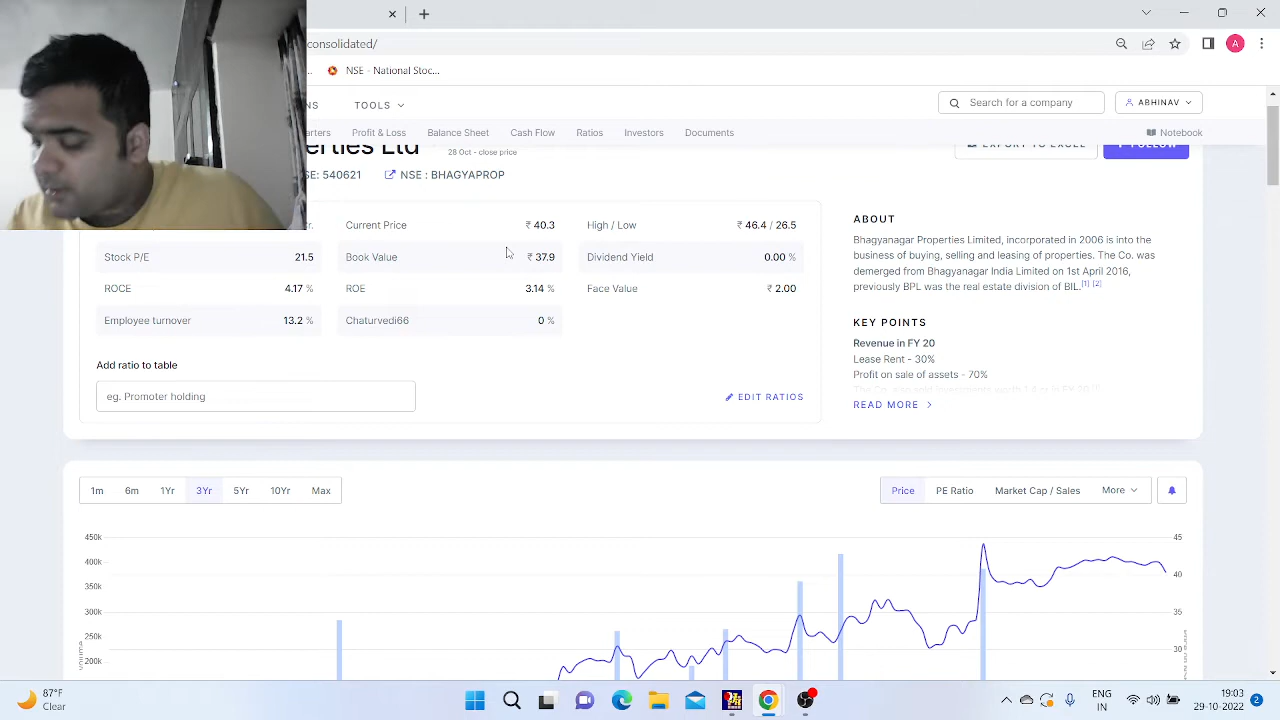 consolidated/
NSE - National Stoc...
TOOLS
Search for a company
ABHINAV
Profit & Loss
Balance Sheet
Cash Flow
Ratios
Investors
Documents
Notebook
28 Oct - close price
540621
NSE : BHAGYAPROP
Current Price ₹ 40.3
High / Low ₹ 46.4 / 26.5
Stock P/E 21.5
Book Value ₹ 37.9
Dividend Yield 0.00 %
ROCE 4.17 %
ROE 3.14 %
Face Value ₹ 2.00
Employee turnover 13.2 %
Chaturvedi66 0 %
Add ratio to table
eg. Promoter holding
EDIT RATIOS
ABOUT
Bhagyanagar Properties Limited, incorporated in 2006 is into the
business of buying, selling and leasing of properties. The Co. was
demerged from Bhagyanagar India Limited on 1st April 2016,
previously BPL was the real estate division of BIL.[1] [2]
KEY POINTS
Revenue in FY 20
Lease Rent - 30%
Profit on sale of assets - 70%
READ MORE
1m 6m 1Yr 3Yr 5Yr 10Yr Max
Price PE Ratio Market Cap / Sales More
450k
400k
350k
300k
250k
200k
45
40
35
30
87°F
Clear
ENG
IN
19:03
29-10-2022
2